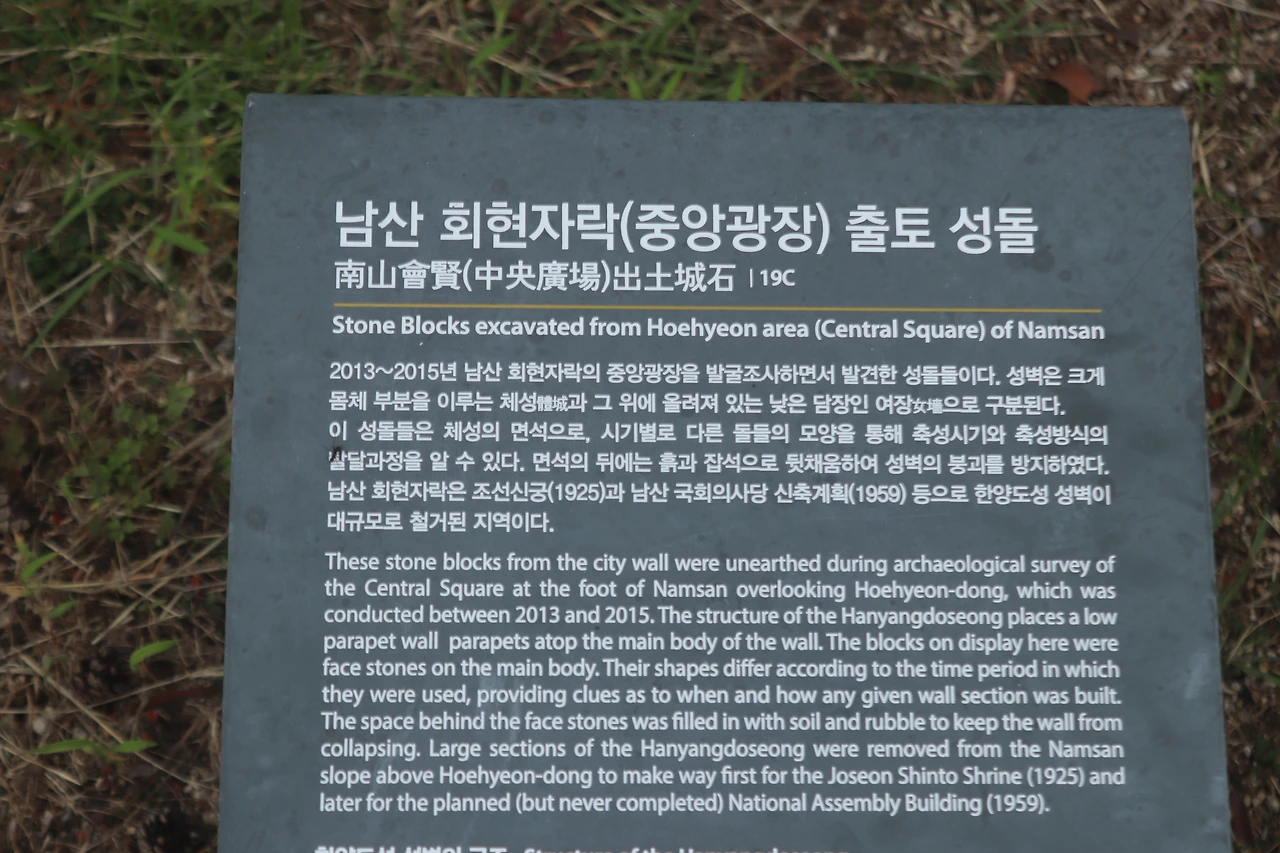 남산 회현자락(중앙광장) 출토 성돌
南山會賢(中央廣場)出土城石 | 19C
Stone Blocks excavated from Hoehyeon area (Central Square) of Namsan
2013~2015년 남산 회현자락의 중앙광장을 발굴조사하면서 발견한 성돌들이다. 성벽은 크게
몸체 부분을 이루는 체성體城과 그 위에 올려져 있는 낮은 담장인 여장女墻으로 구분된다.
이 성돌들은 체성의 면석으로, 시기별로 다른 돌들의 모양을 통해 축성시기와 축성방식의
발달과정을 알 수 있다. 면석의 뒤에는 흙과 잡석으로 뒷채움하여 성벽의 붕괴를 방지하였다.
남산 회현자락은 조선신궁(1925)과 남산 국회의사당 신축계획(1959) 등으로 한양도성 성벽이
대규모로 철거된 지역이다.
These stone blocks from the city wall were unearthed during archaeological survey of
the Central Square at the foot of Namsan overlooking Hoehyeon-dong, which was
conducted between 2013 and 2015. The structure of the Hanyangdoseong places a low
parapet wall parapets atop the main body of the wall. The blocks on display here were
face stones on the main body. Their shapes differ according to the time period in which
they were used, providing clues as to when and how any given wall section was built.
The space behind the face stones was filled in with soil and rubble to keep the wall from
collapsing. Large sections of the Hanyangdoseong were removed from the Namsan
slope above Hoehyeon-dong to make way first for the Joseon Shinto Shrine (1925) and
later for the planned (but never completed) National Assembly Building (1959).
한양도성 성벽의 구조 Structure of the Hanyangdoseong